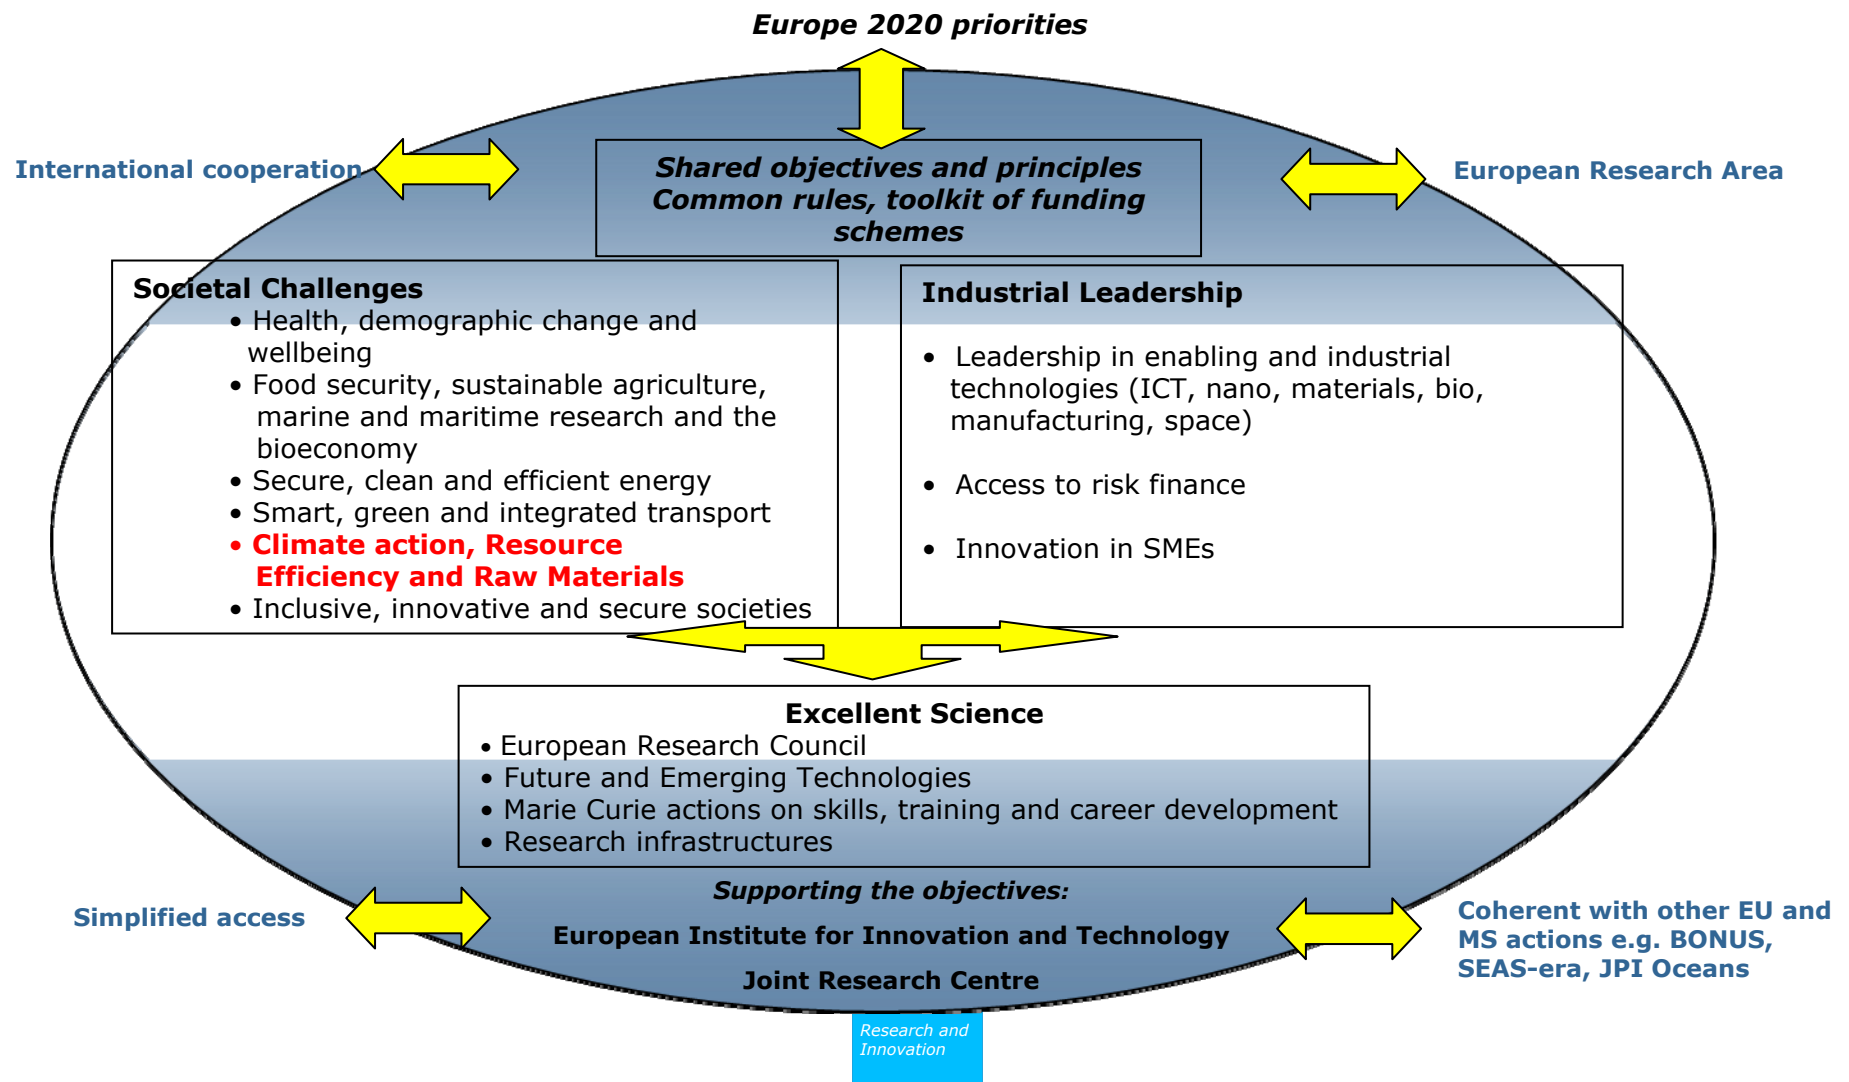 Europe 2020 priorities
International cooperation
European Research Area
Shared objectives and principles
Common rules, toolkit of funding
schemes
Societal Challenges
• Health, demographic change and
wellbeing
• Food security, sustainable agriculture,
marine and maritime research and the
bioeconomy
• Secure, clean and efficient energy
• Smart, green and integrated transport
• Climate action, Resource
Efficiency and Raw Materials
• Inclusive, innovative and secure societies
Industrial Leadership
• Leadership in enabling and industrial
technologies (ICT, nano, materials, bio,
manufacturing, space)
• Access to risk finance
• Innovation in SMEs
Excellent Science
• European Research Council
• Future and Emerging Technologies
• Marie Curie actions on skills, training and career development
• Research infrastructures
Supporting the objectives:
European Institute for Innovation and Technology
Joint Research Centre
Simplified access
Coherent with other EU and
MS actions e.g. BONUS,
SEAS-era, JPI Oceans
Research and
Innovation